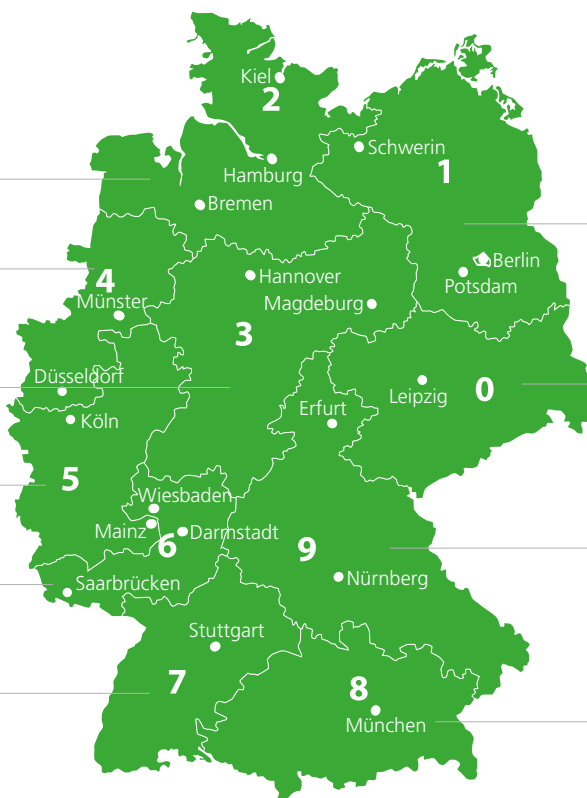 Kiel
2
Schwerin
1
Hamburg
Bremen
Berlin
Hannover
Potsdam
4
Münster
Magdeburg
3
Düsseldorf
Leipzig
0
Erfurt
Köln
5
Wiesbaden
Mainz
Darmstadt
6
9
Saarbrücken
Nürnberg
Stuttgart
7
8
München